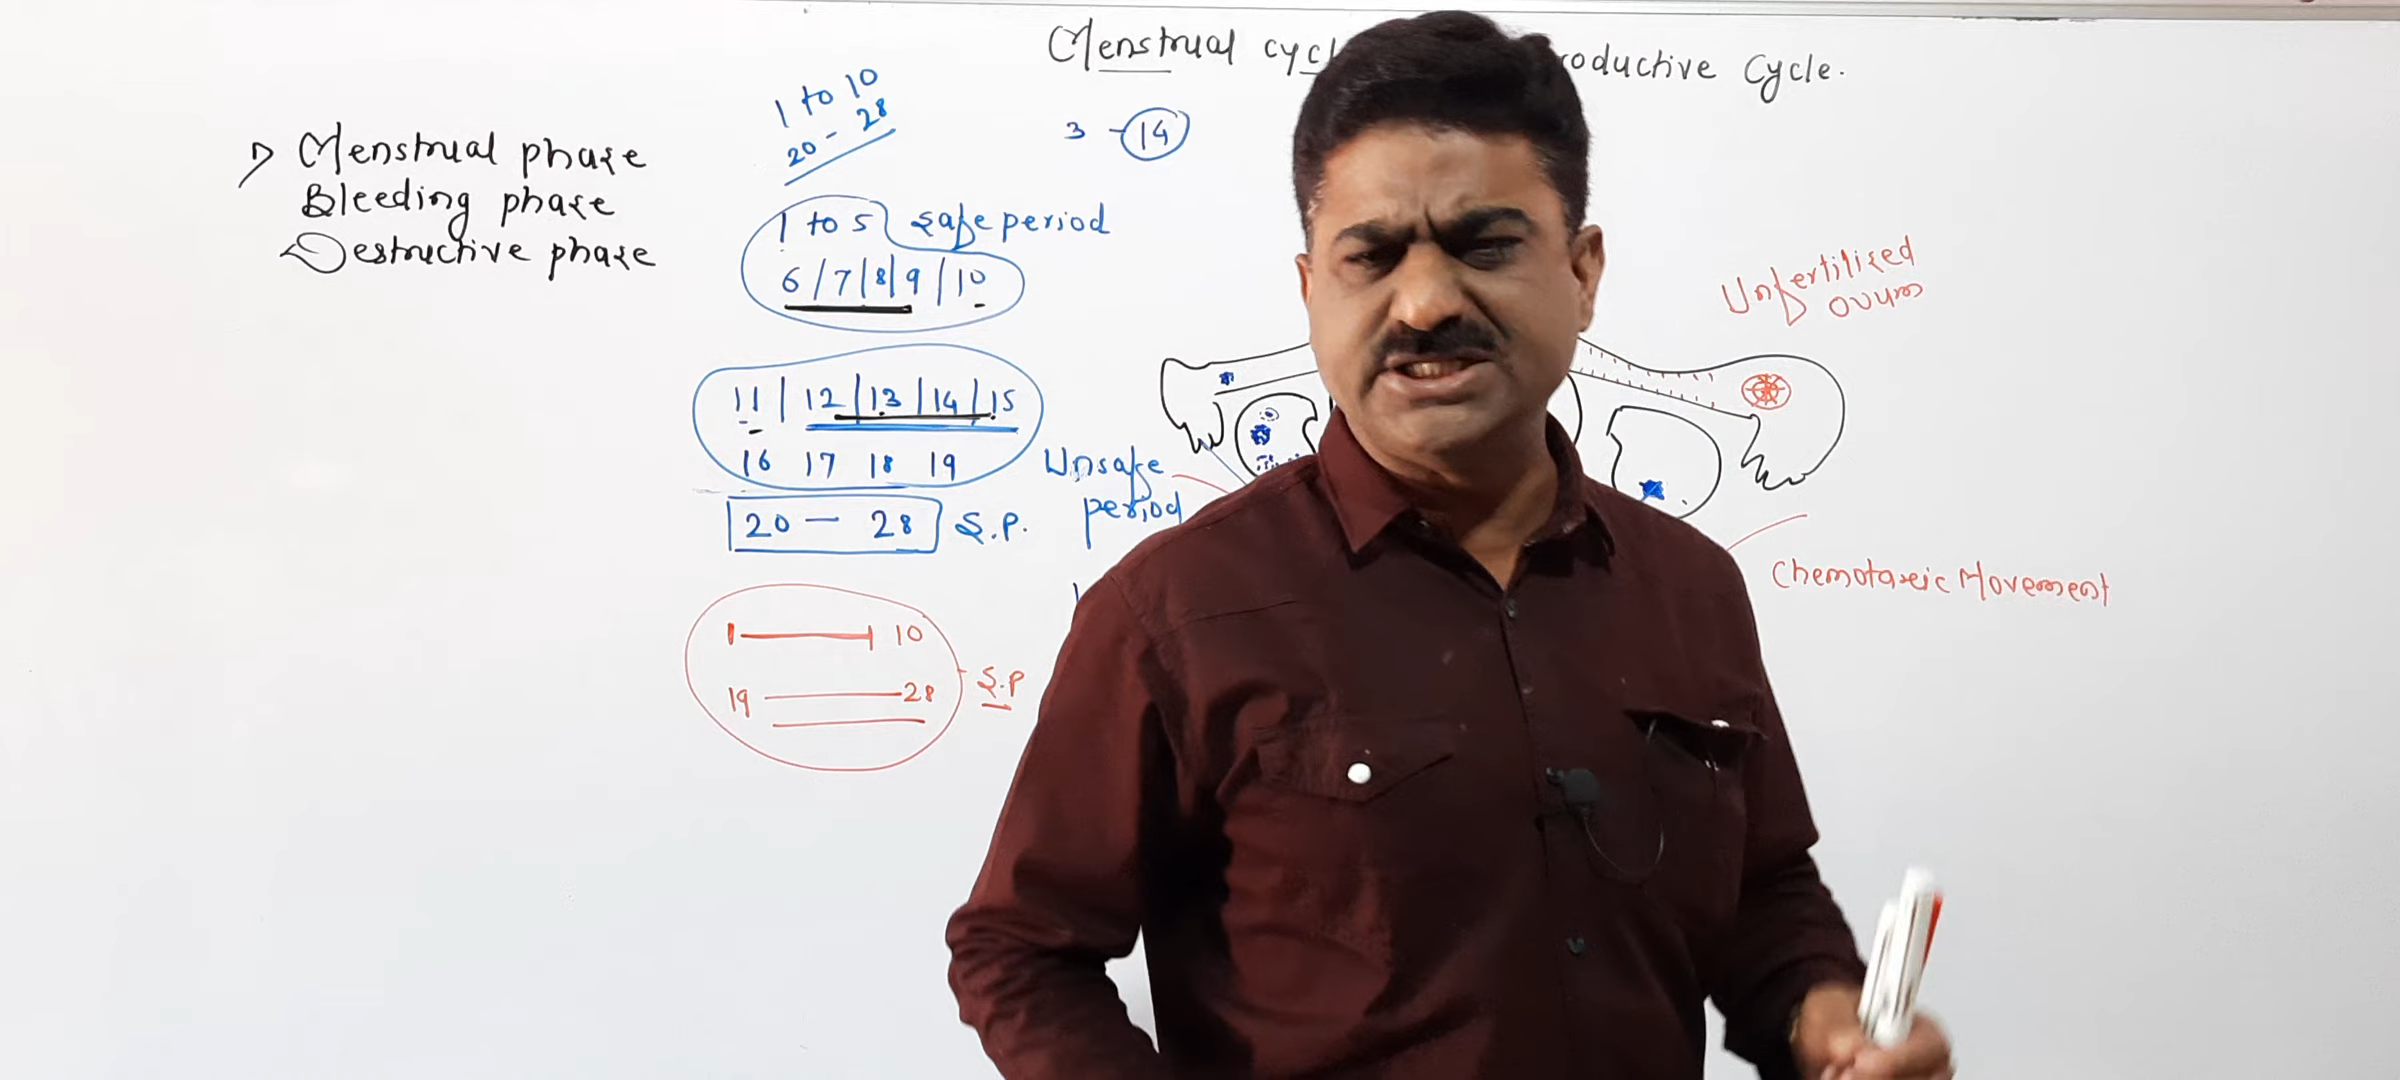 Menstrual cycl
oductive Cycle.
1 to 10
20 - 28
3 - 14
Menstrual phase
Bleeding phase
Destructive phase
1 to 5 safe period
6 / 7 / 8 / 9 / 10
11 / 12 / 13 / 14 / 15
16 17 18 19
Unsafe
period
20 — 28 S.P.
1 — 10
19 — 28
S.P
Unfertilized
ovum
Chemotaxic Movement